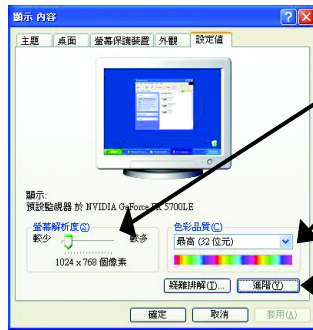 顯示 內容
主題 桌面 螢幕保護裝置 外觀 設定值
顯示:
預設監視器 於 NVIDIA GeForce FX 5700LE
螢幕解析度(S) 色彩品質(C)
較少 較多 最高 (32 位元)
1024 x 768 個像素
疑難排解(T)... 進階(V)
確定 取消 套用(A)